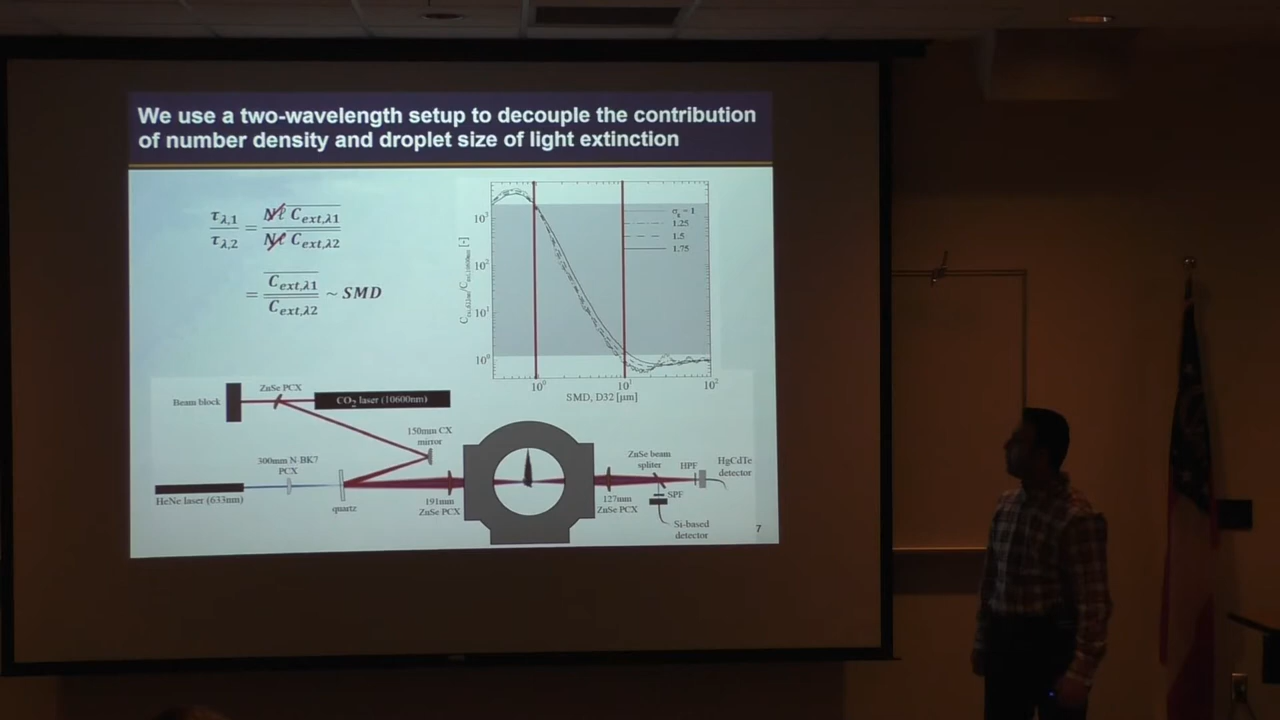 We use a two-wavelength setup to decouple the contribution
of number density and droplet size of light extinction
τλ,1 / τλ,2 = Nℓ Cext,λ1 / Nℓ Cext,λ2
= Cext,λ1 / Cext,λ2 ~ SMD
10³
10²
10¹
10⁰
σg = 1
1.25
1.5
1.75
10⁰ 10¹ 10²
SMD, D32 [μm]
ZnSe PCX
Beam block
CO₂ laser (10600nm)
150mm CX
mirror
300mm N-BK7
PCX
HeNe laser (633nm)
quartz
191mm
ZnSe PCX
127mm
ZnSe PCX
ZnSe beam
spliter
HPF
HgCdTe
detector
SPF
Si-based
detector
7